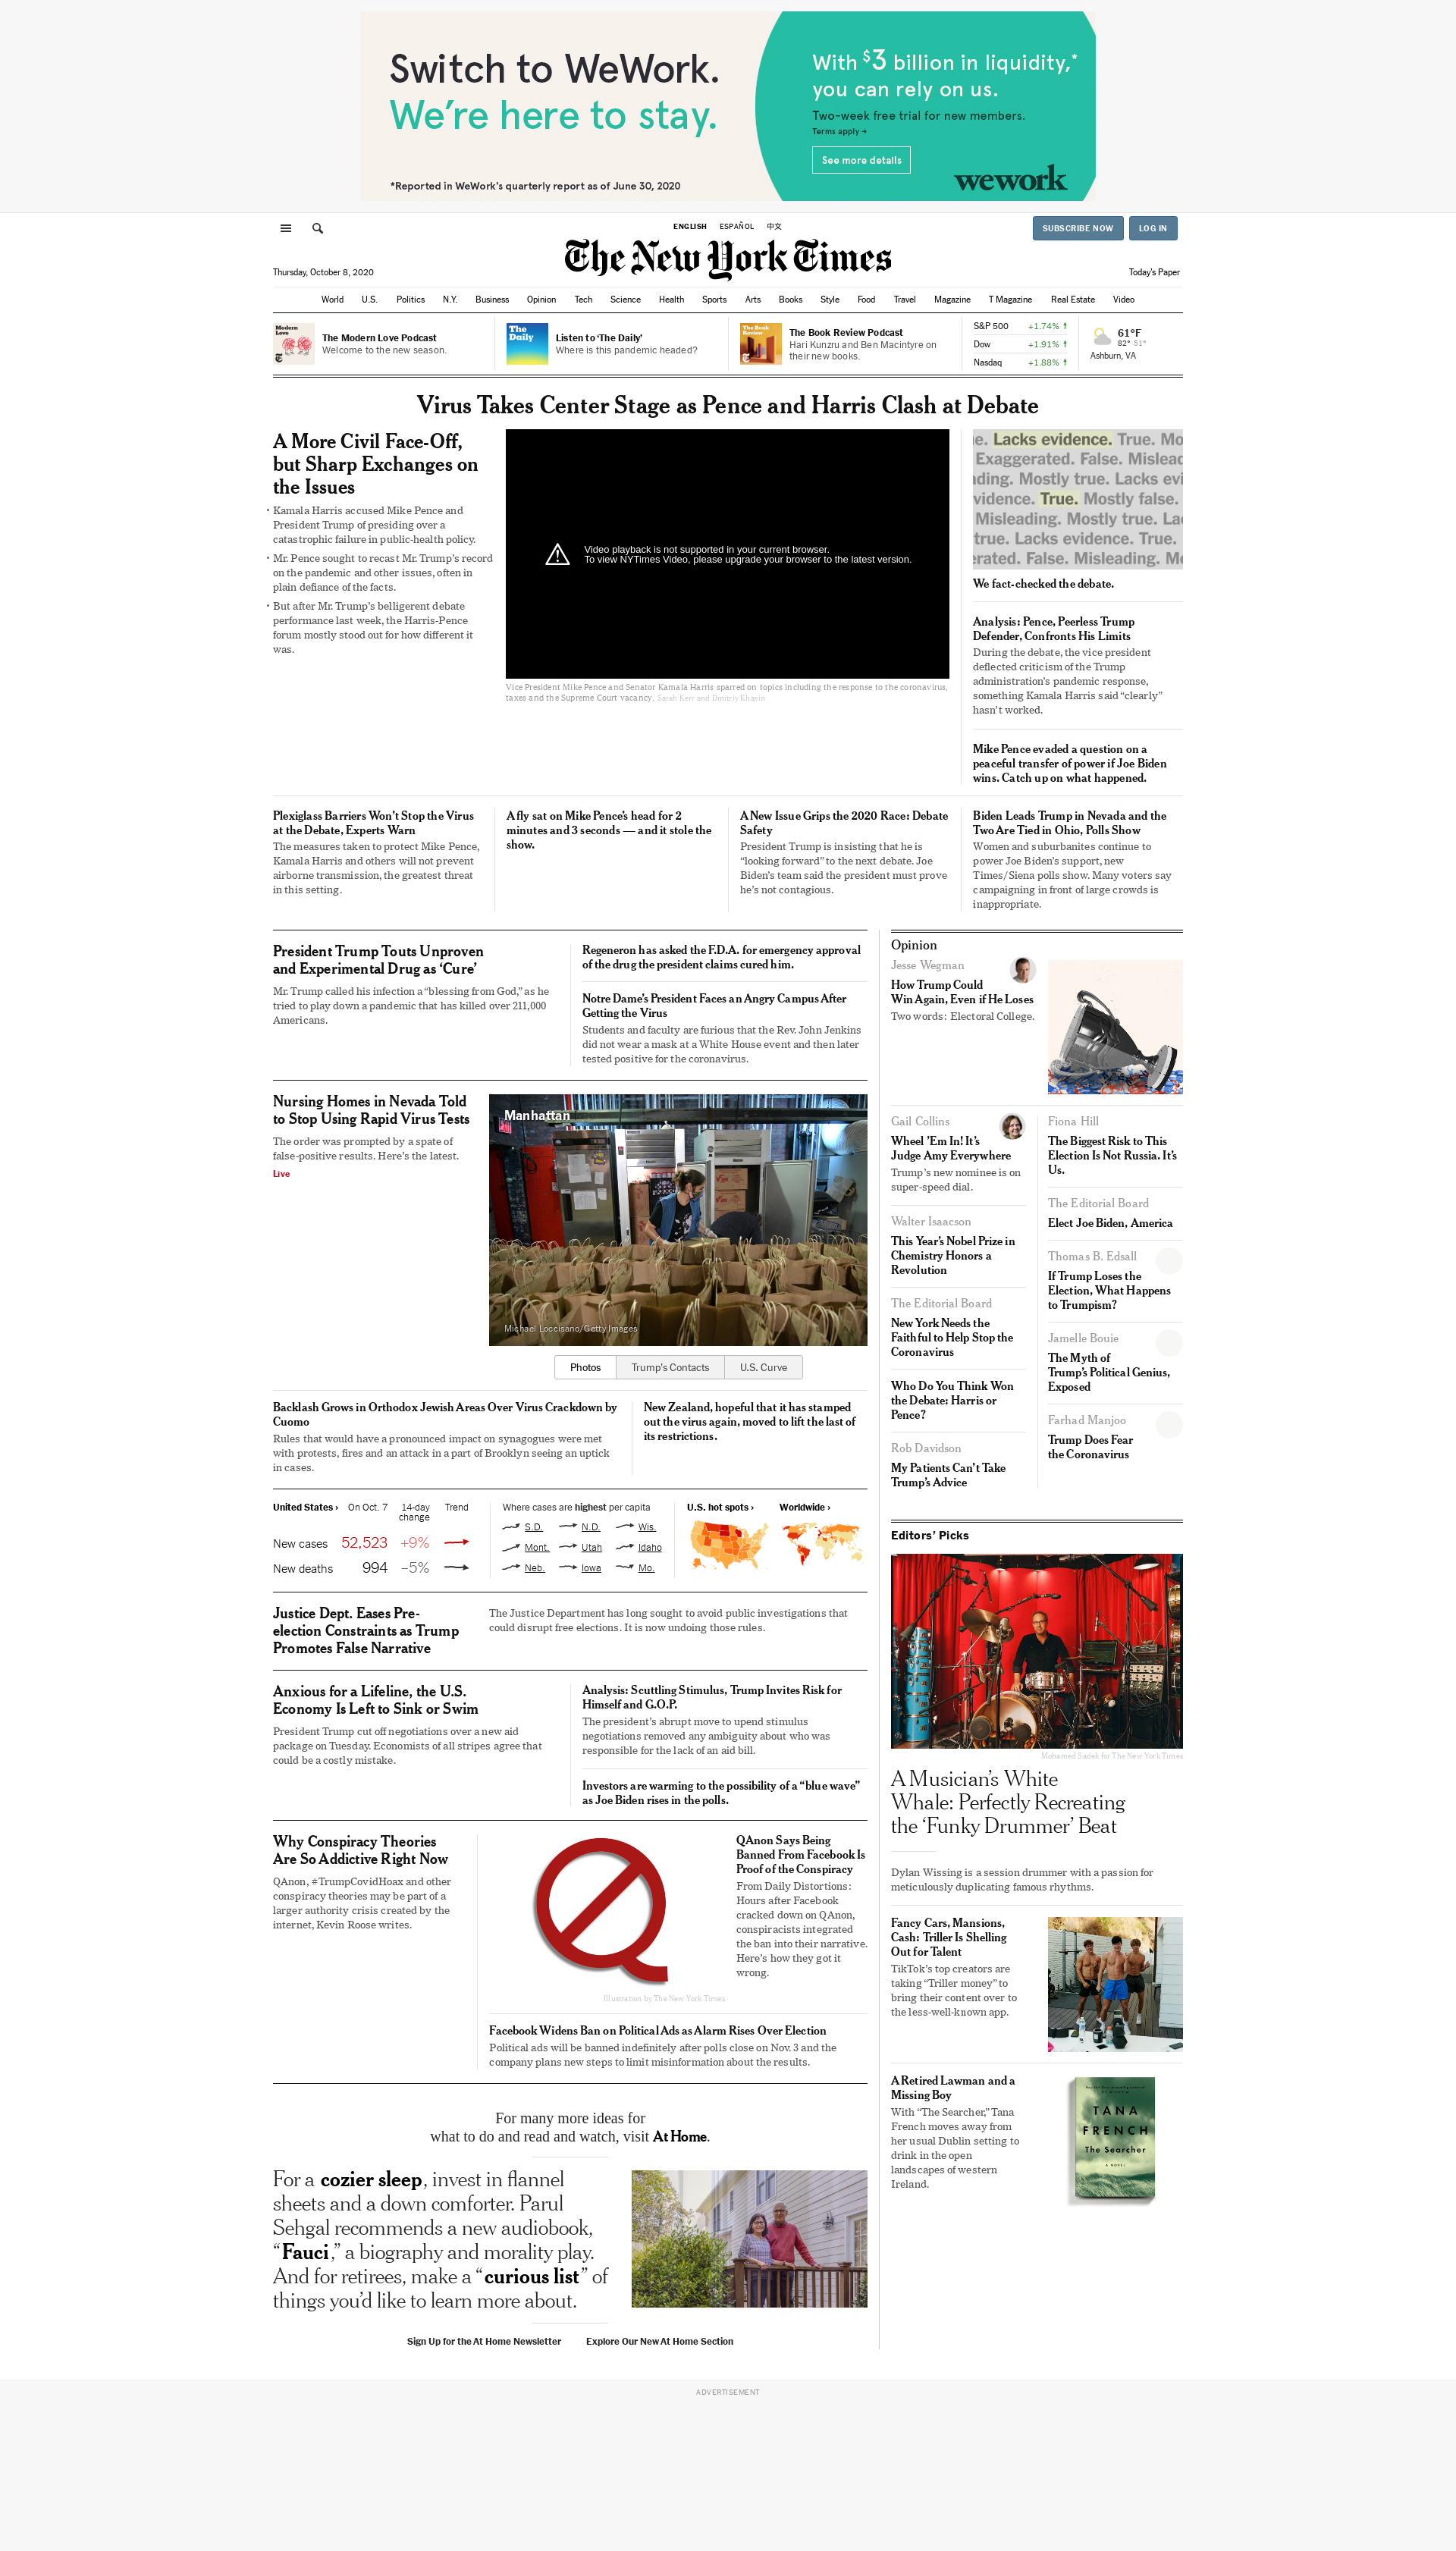 Switch to WeWork.
We're here to stay.
*Reported in WeWork's quarterly report as of June 30, 2020
With $3 billion in liquidity,*
you can rely on us.
Two-week free trial for new members.
Terms apply →
See more details
wework
ENGLISH ESPAÑOL 中文
SUBSCRIBE NOW LOG IN
The New York Times
Thursday, October 8, 2020
Today's Paper
World U.S. Politics N.Y. Business Opinion Tech Science Health Sports Arts Books Style Food Travel Magazine T Magazine Real Estate Video
Modern
Love
The Modern Love Podcast
Welcome to the new season.
The
Daily
Listen to 'The Daily'
Where is this pandemic headed?
The Book
Review
The Book Review Podcast
Hari Kunzru and Ben Macintyre on
their new books.
S&P 500 +1.74% ↑
Dow +1.91% ↑
Nasdaq +1.88% ↑
61°F
82° 51°
Ashburn, VA
Virus Takes Center Stage as Pence and Harris Clash at Debate
A More Civil Face-Off,
but Sharp Exchanges on
the Issues
• Kamala Harris accused Mike Pence and
President Trump of presiding over a
catastrophic failure in public-health policy.
• Mr. Pence sought to recast Mr. Trump's record
on the pandemic and other issues, often in
plain defiance of the facts.
• But after Mr. Trump's belligerent debate
performance last week, the Harris-Pence
forum mostly stood out for how different it
was.
Video playback is not supported in your current browser.
To view NYTimes Video, please upgrade your browser to the latest version.
Vice President Mike Pence and Senator Kamala Harris sparred on topics including the response to the coronavirus,
taxes and the Supreme Court vacancy. Sarah Kerr and Dmitriy Khavin
e. Lacks evidence. True. Mo
Exaggerated. False. Mislead
ding. Mostly true. Lac
vidence. True. Mostly false.
Misleading. Mostly true. La
Lacks evidence. False. Mos
erated. False. Misleading. M
We fact-checked the debate.
Analysis: Pence, Peerless Trump
Defender, Confronts His Limits
During the debate, the vice president
deflected criticism of the Trump
administration's pandemic response,
something Kamala Harris said "clearly"
hasn't worked.
Mike Pence evaded a question on a
peaceful transfer of power if Joe Biden
wins. Catch up on what happened.
Plexiglass Barriers Won't Stop the Virus
at the Debate, Experts Warn
The measures taken to protect Mike Pence,
Kamala Harris and others will not prevent
airborne transmission, the greatest threat
in this setting.
A fly sat on Mike Pence's head for 2
minutes and 3 seconds — and it stole the
show.
A New Issue Grips the 2020 Race: Debate
Safety
President Trump is insisting that he is
"looking forward" to the next debate. Joe
Biden's team said the president must prove
he's not contagious.
Biden Leads Trump in Nevada and the
Two Are Tied in Ohio, Polls Show
Women and suburbanites continue to
power Joe Biden's support, new
Times/Siena polls show. Many voters say
campaigning in front of large crowds is
inappropriate.
President Trump Touts Unproven
and Experimental Drug as 'Cure'
Mr. Trump called his infection a "blessing from God," as he
tried to play down a pandemic that has killed over 211,000
Americans.
Regeneron has asked the F.D.A. for emergency approval
of the drug the president claims cured him.
Notre Dame's President Faces an Angry Campus After
Getting the Virus
Students and faculty are furious that the Rev. John Jenkins
did not wear a mask at a White House event and then later
tested positive for the coronavirus.
Nursing Homes in Nevada Told
to Stop Using Rapid Virus Tests
The order was prompted by a spate of
false-positive results. Here's the latest.
Live
Manhattan
Michael Loccisano/Getty Images
Photos Trump's Contacts U.S. Curve
Backlash Grows in Orthodox Jewish Areas Over Virus Crackdown by
Cuomo
Rules that would have a pronounced impact on synagogues were met
with protests, fires and an attack in a part of Brooklyn seeing an uptick
in cases.
New Zealand, hopeful that it has stamped
out the virus again, moved to lift the last of
its restrictions.
United States › On Oct. 7 14-day
change Trend
New cases 52,523 +9%
New deaths 994 –5%
Where cases are highest per capita
S.D. N.D. Wis.
Mont. Utah Idaho
Neb. Iowa Mo.
U.S. hot spots › Worldwide ›
Justice Dept. Eases Pre-
election Constraints as Trump
Promotes False Narrative
The Justice Department has long sought to avoid public investigations that
could disrupt free elections. It is now undoing those rules.
Anxious for a Lifeline, the U.S.
Economy Is Left to Sink or Swim
President Trump cut off negotiations over a new aid
package on Tuesday. Economists of all stripes agree that
could be a costly mistake.
Analysis: Scuttling Stimulus, Trump Invites Risk for
Himself and G.O.P.
The president's abrupt move to upend stimulus
negotiations removed any ambiguity about who was
responsible for the lack of an aid bill.
Investors are warming to the possibility of a "blue wave"
as Joe Biden rises in the polls.
Why Conspiracy Theories
Are So Addictive Right Now
QAnon, #TrumpCovidHoax and other
conspiracy theories may be part of a
larger authority crisis created by the
internet, Kevin Roose writes.
Illustration by The New York Times
QAnon Says Being
Banned From Facebook Is
Proof of the Conspiracy
From Daily Distortions:
Hours after Facebook
cracked down on QAnon,
conspiracists integrated
the ban into their narrative.
Here's how they got it
wrong.
Facebook Widens Ban on Political Ads as Alarm Rises Over Election
Political ads will be banned indefinitely after polls close on Nov. 3 and the
company plans new steps to limit misinformation about the results.
For many more ideas for
what to do and read and watch, visit At Home.
For a cozier sleep, invest in flannel
sheets and a down comforter. Parul
Sehgal recommends a new audiobook,
"Fauci," a biography and morality play.
And for retirees, make a "curious list" of
things you'd like to learn more about.
Sign Up for the At Home Newsletter Explore Our New At Home Section
Opinion
Jesse Wegman
How Trump Could
Win Again, Even if He Loses
Two words: Electoral College.
Gail Collins
Wheel 'Em In! It's
Judge Amy Everywhere
Trump's new nominee is on
super-speed dial.
Walter Isaacson
This Year's Nobel Prize in
Chemistry Honors a
Revolution
The Editorial Board
New York Needs the
Faithful to Help Stop the
Coronavirus
Who Do You Think Won
the Debate: Harris or
Pence?
Rob Davidson
My Patients Can't Take
Trump's Advice
Fiona Hill
The Biggest Risk to This
Election Is Not Russia. It's
Us.
The Editorial Board
Elect Joe Biden, America
Thomas B. Edsall
If Trump Loses the
Election, What Happens
to Trumpism?
Jamelle Bouie
The Myth of
Trump's Political Genius,
Exposed
Farhad Manjoo
Trump Does Fear
the Coronavirus
Editors' Picks
Mohamed Sadek for The New York Times
A Musician's White
Whale: Perfectly Recreating
the 'Funky Drummer' Beat
Dylan Wissing is a session drummer with a passion for
meticulously duplicating famous rhythms.
Fancy Cars, Mansions,
Cash: Triller Is Shelling
Out for Talent
TikTok's top creators are
taking "Triller money" to
bring their content over to
the less-well-known app.
A Retired Lawman and a
Missing Boy
With "The Searcher," Tana
French moves away from
her usual Dublin setting to
drink in the open
landscapes of western
Ireland.
TANA
FRENCH
The Searcher
A NOVEL
ADVERTISEMENT